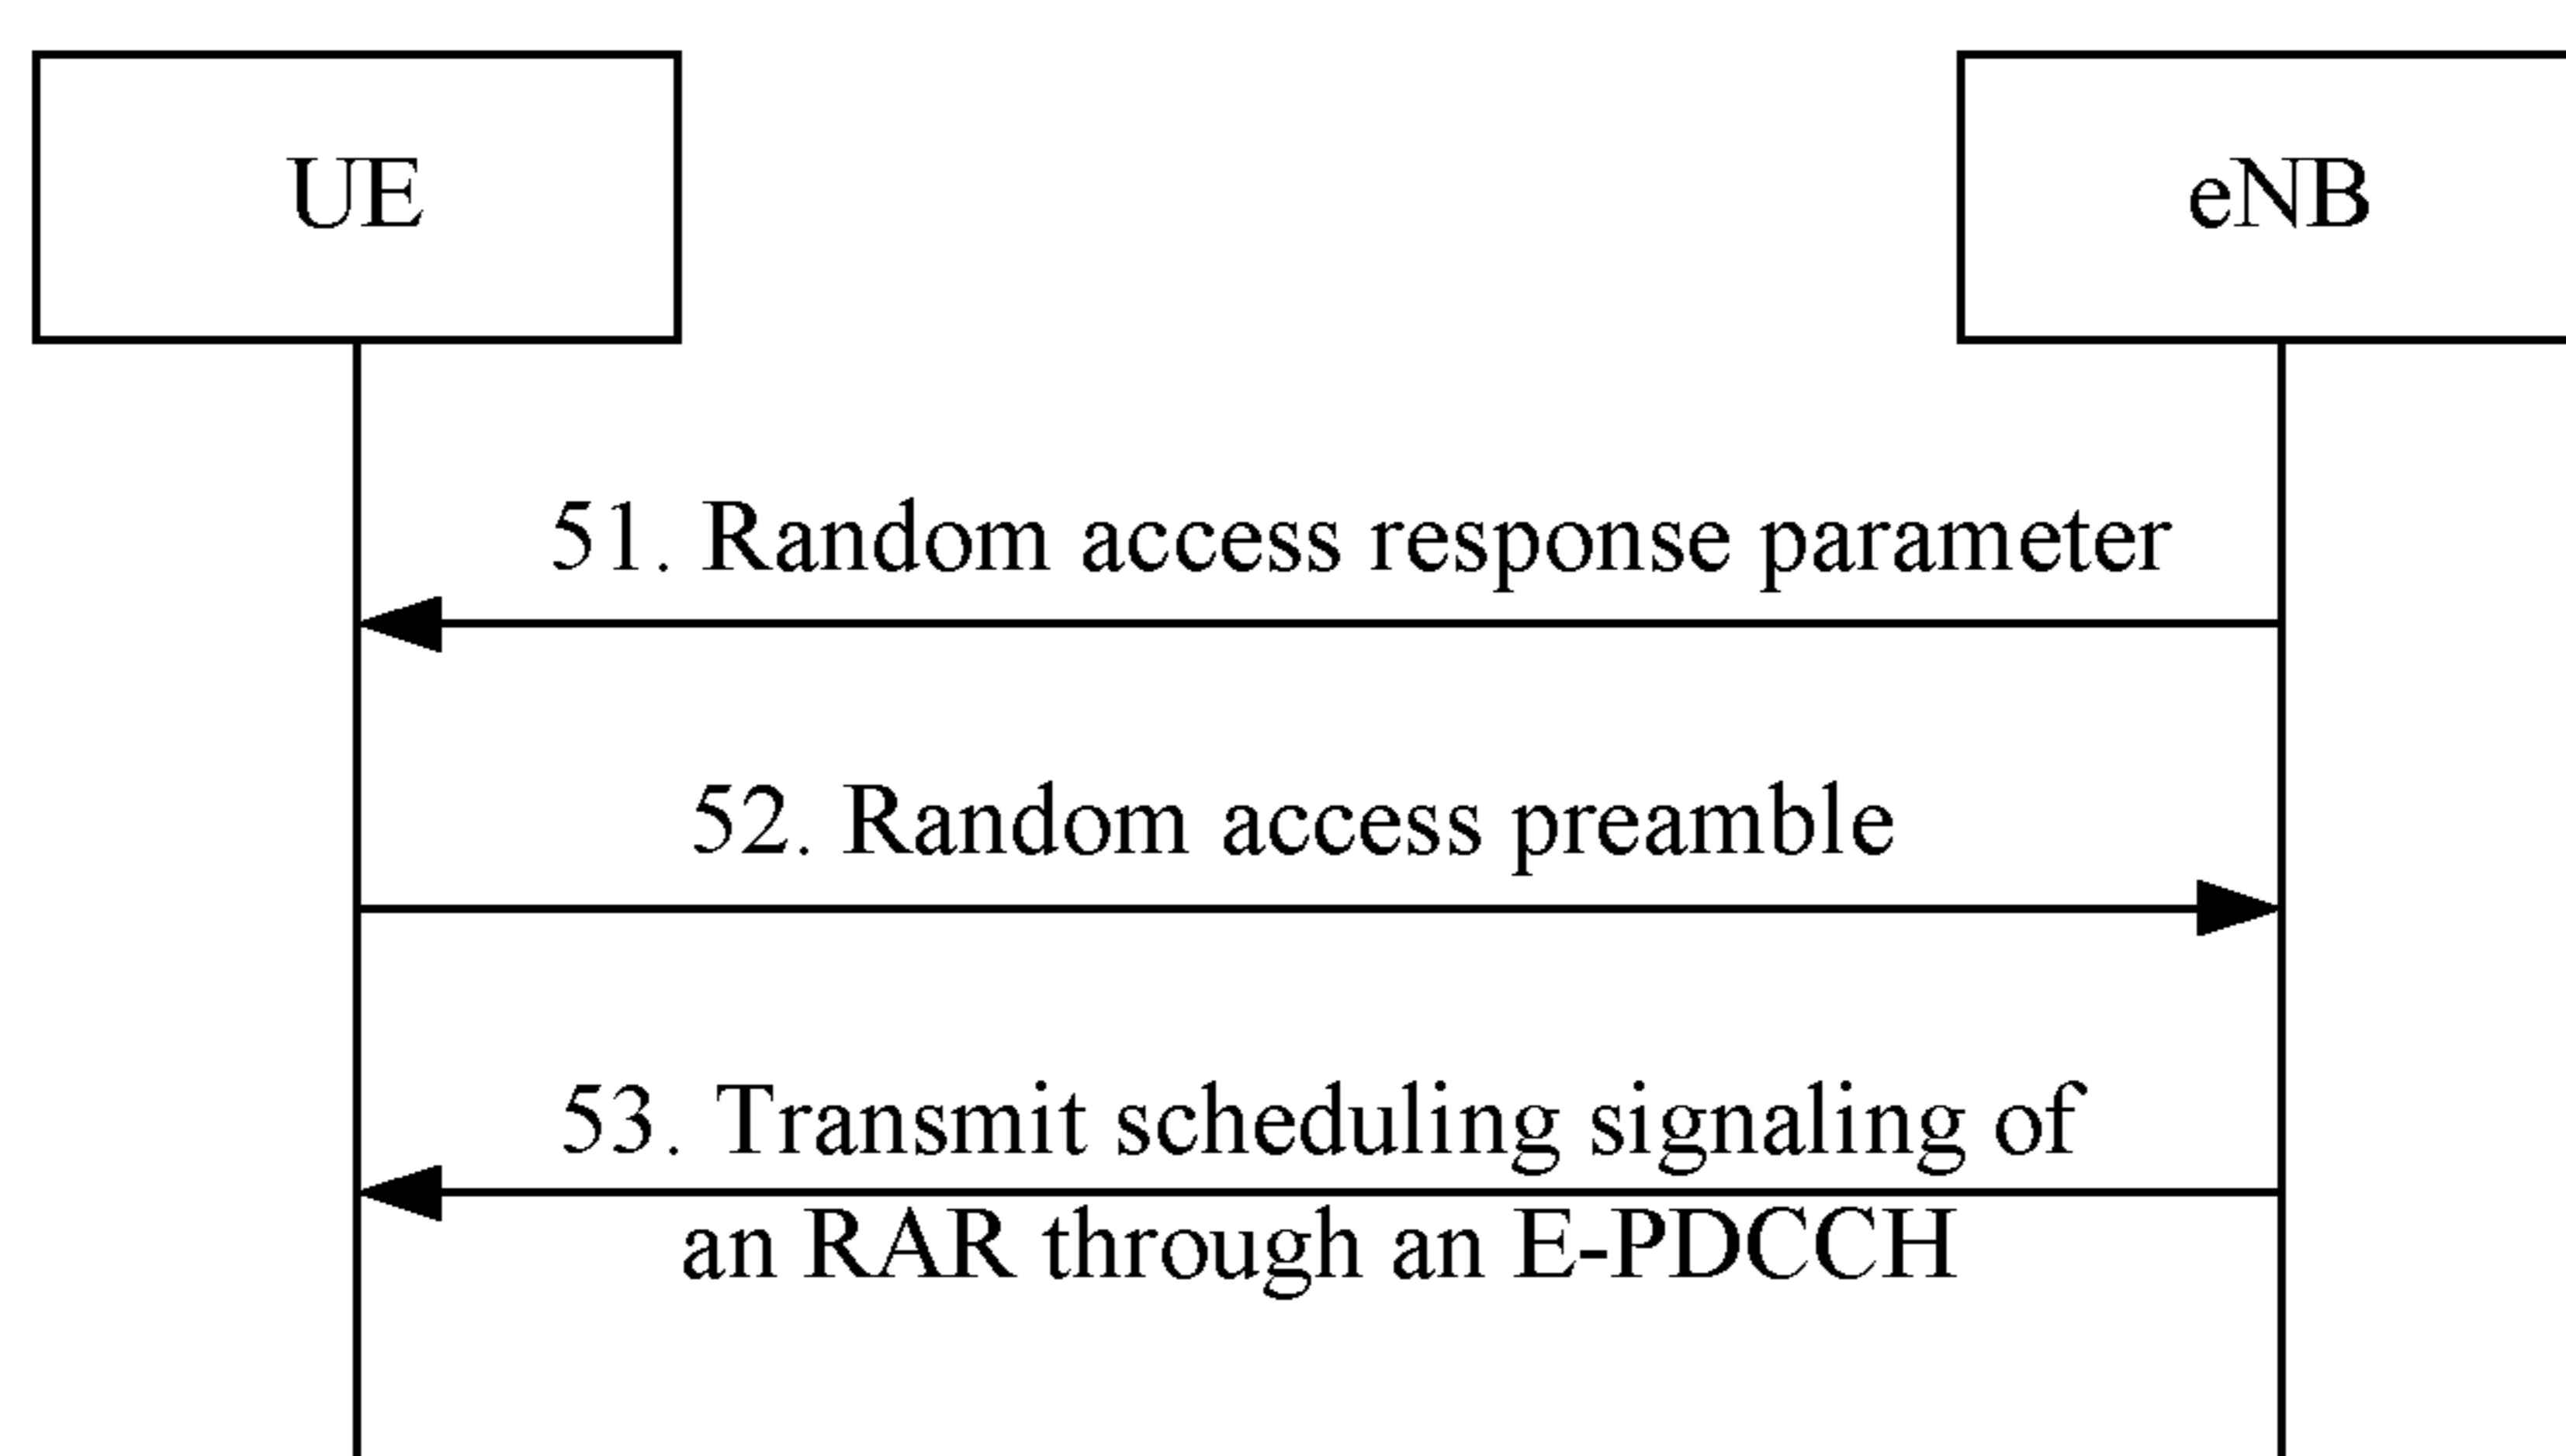 UE
eNB
51. Random access response parameter
52. Random access preamble
53. Transmit scheduling signaling of
an RAR through an E-PDCCH